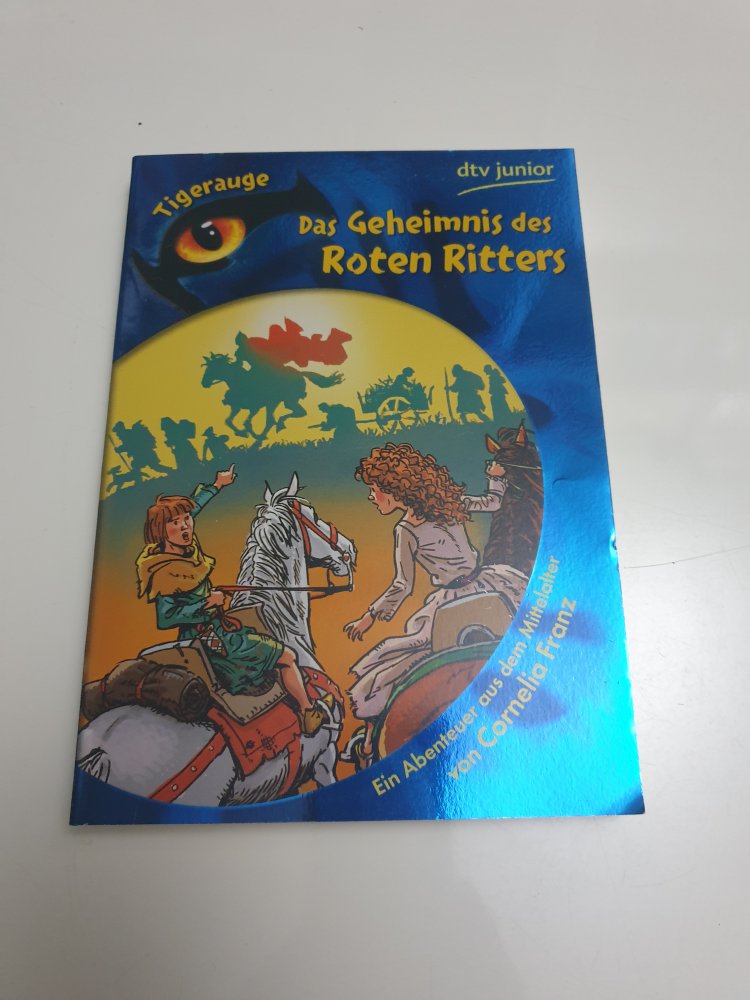 Tigerauge
dtv junior
Das Geheimnis des
Roten Ritters
Ein Abenteuer aus dem Mittelalter
von Cornelia Franz